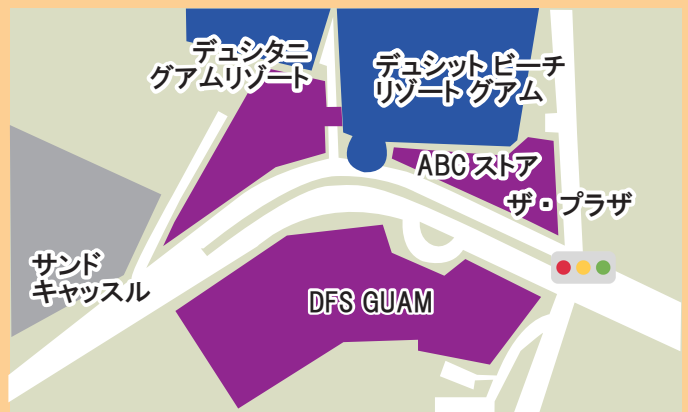 デュシタニ
グアムリゾート
デュシット ビーチ
リゾート グアム
ABC ストア
ザ・プラザ
サンド
キャッスル
DFS GUAM